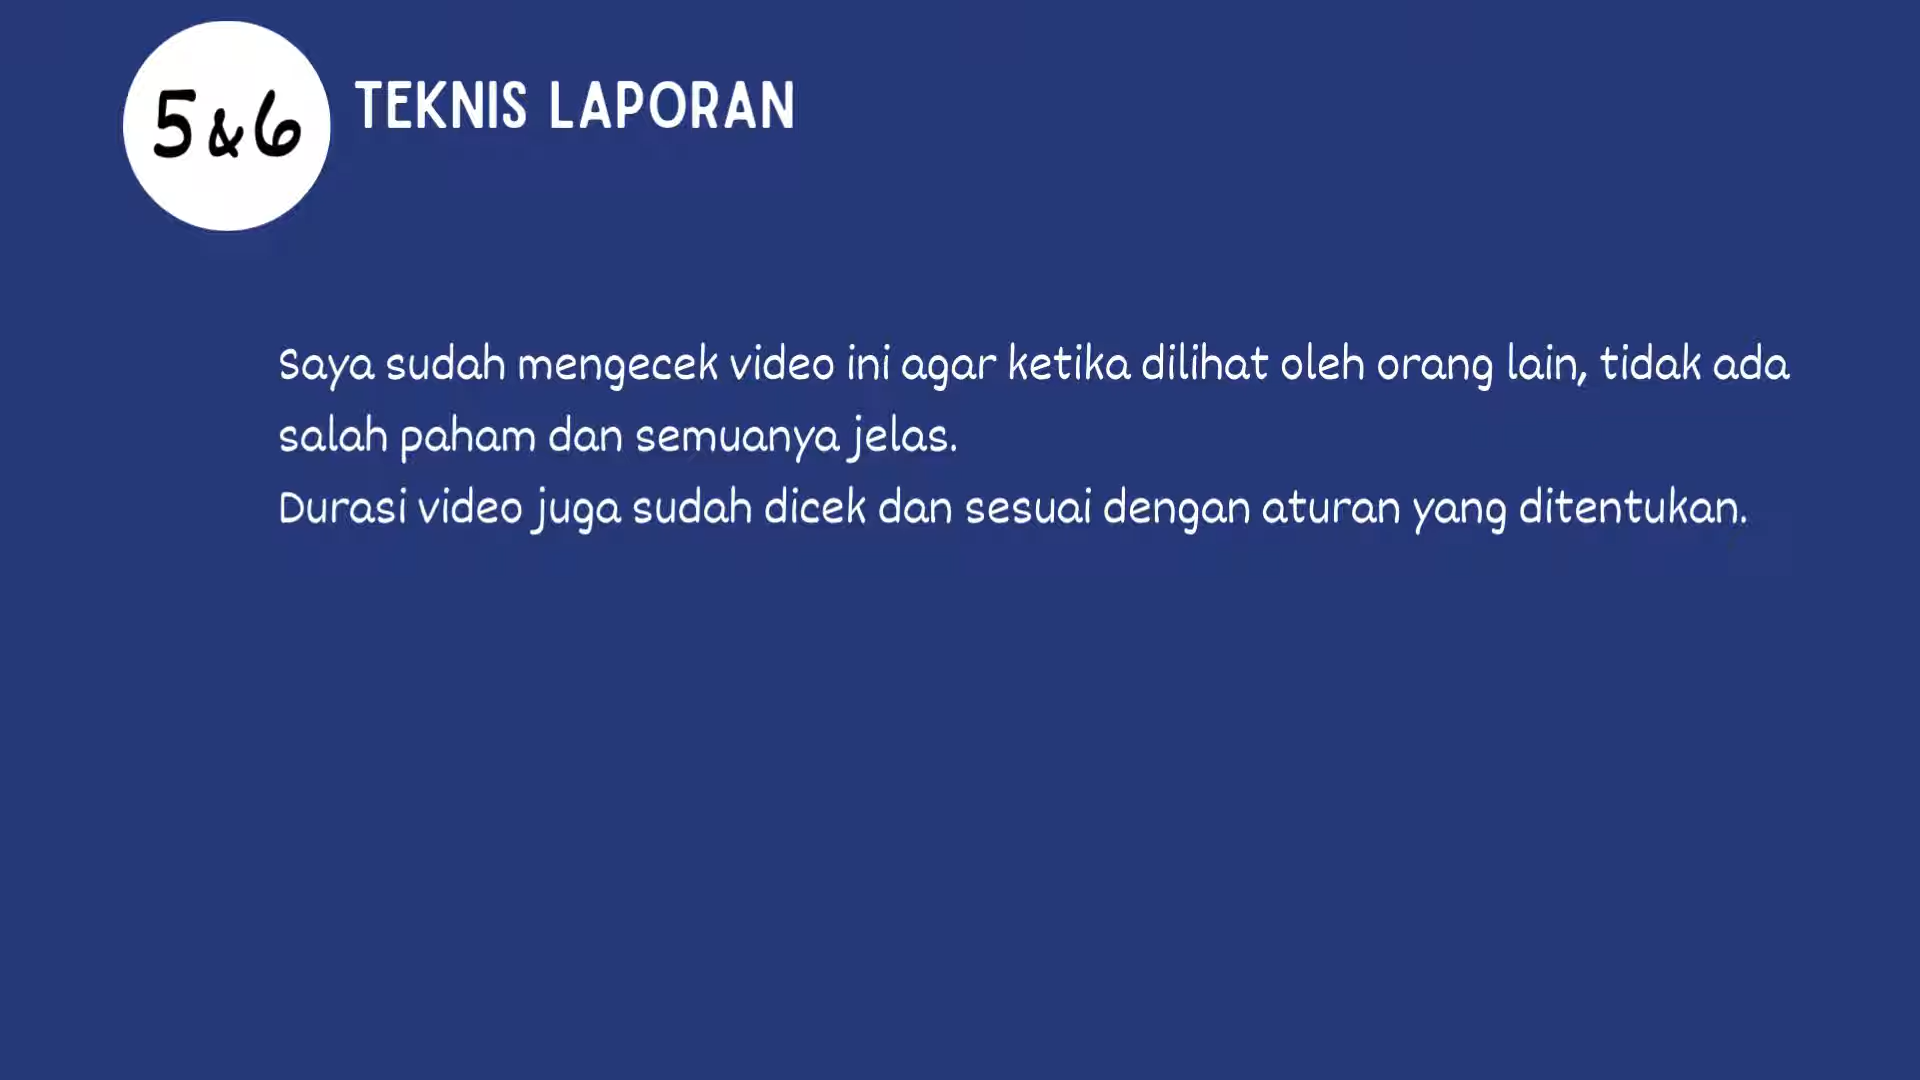 5&6
TEKNIS LAPORAN
Saya sudah mengecek video ini agar ketika dilihat oleh orang lain, tidak ada
salah paham dan semuanya jelas.
Durasi video juga sudah dicek dan sesuai dengan aturan yang ditentukan.